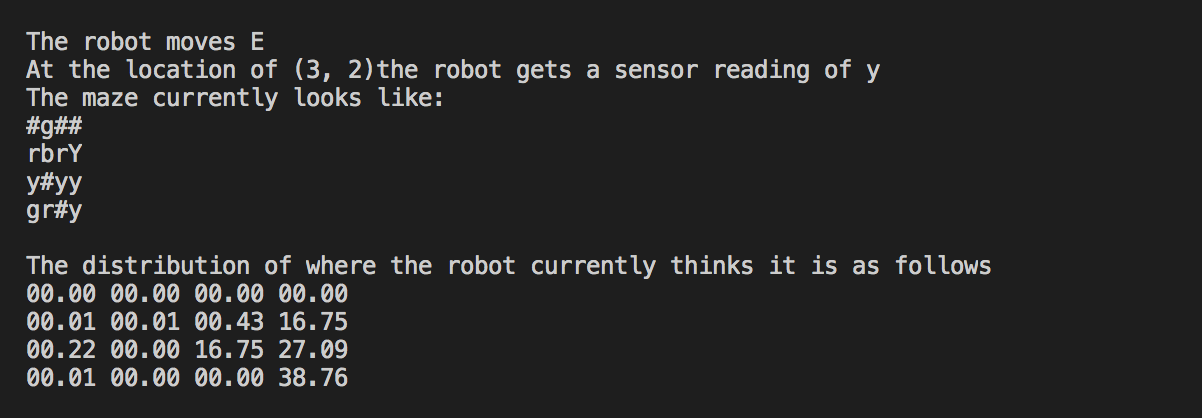 The robot moves E
At the location of (3, 2)the robot gets a sensor reading of y
The maze currently looks like:
#g##
rbrY
y#yy
gr#y
The distribution of where the robot currently thinks it is as follows
00.00 00.00 00.00 00.00
00.01 00.01 00.43 16.75
00.22 00.00 16.75 27.09
00.01 00.00 00.00 38.76